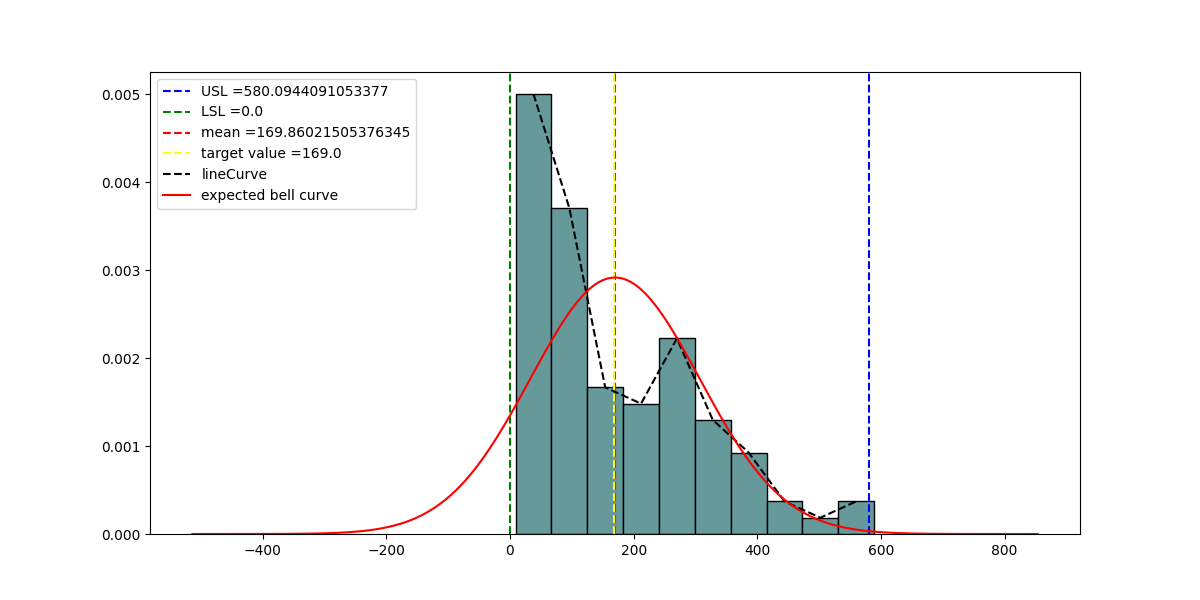 USL =580.0944091053377
LSL =0.0
mean =169.86021505376345
target value =169.0
lineCurve
expected bell curve
0.005
0.004
0.003
0.002
0.001
0.000
−400
−200
0
200
400
600
800